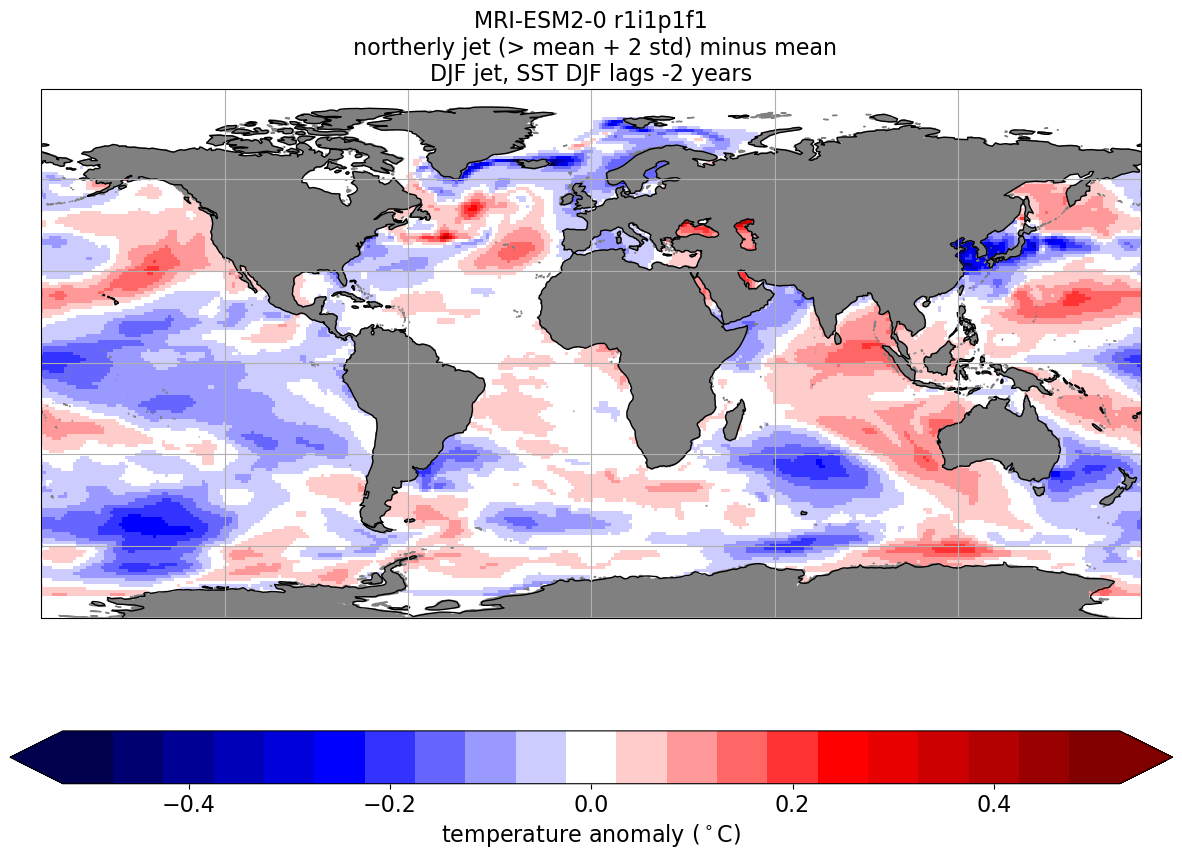 MRI-ESM2-0 r1i1p1f1
northerly jet (> mean + 2 std) minus mean
DJF jet, SST DJF lags -2 years
−0.4 −0.2 0.0 0.2 0.4
temperature anomaly (°C)